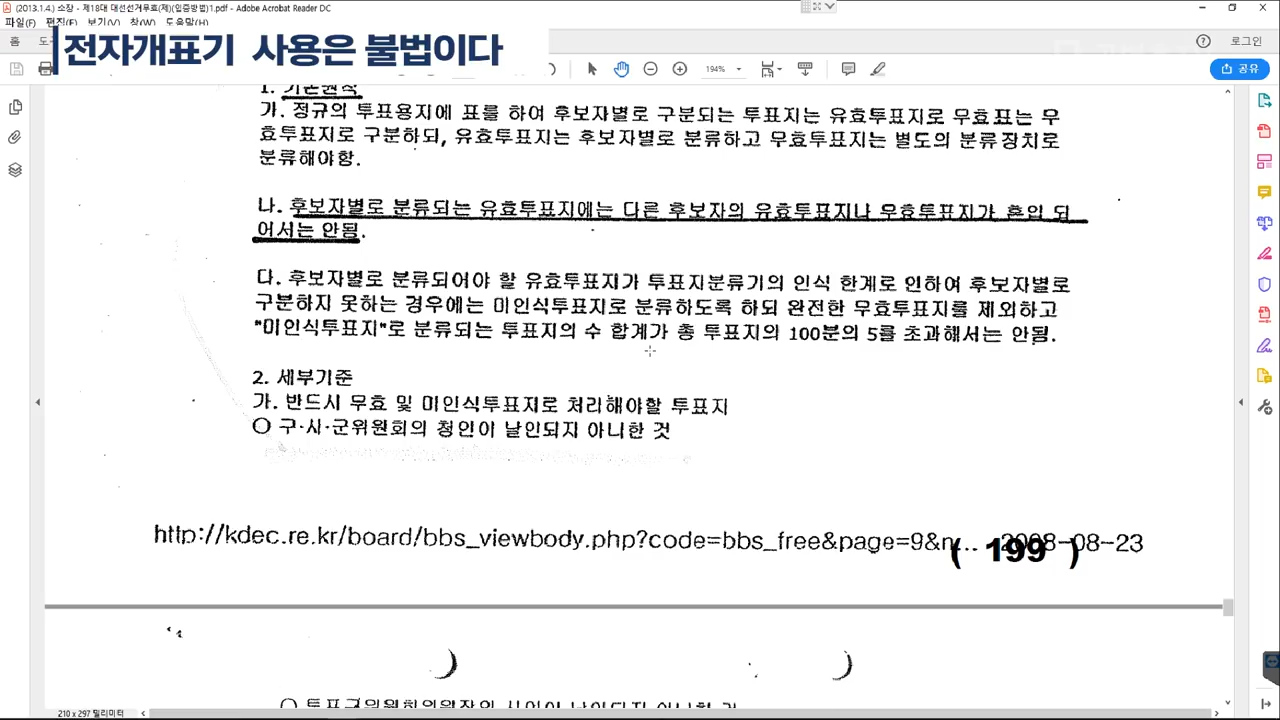 (2013.1.4.) 소장 - 제18대 대선선거무효(제)(입증방법)1.pdf - Adobe Acrobat Reader DC
파일(F) 편집(E) 보기(V) 창(W) 도움말(H)
홈
로그인
전자개표기 사용은 불법이다
194%
공유
1. 기본원칙
가. 정규의 투표용지에 표를 하여 후보자별로 구분되는 투표지는 유효투표지로 무효표는 무
효투표지로 구분하되, 유효투표지는 후보자별로 분류하고 무효투표지는 별도의 분류장치로
분류해야함.
나. 후보자별로 분류되는 유효투표지에는 다른 후보자의 유효투표지나 무효투표지가 혼입 되
어서는 안됨.
다. 후보자별로 분류되어야 할 유효투표지가 투표지분류기의 인식 한계로 인하여 후보자별로
구분하지 못하는 경우에는 미인식투표지로 분류하도록 하되 완전한 무효투표지를 제외하고
"미인식투표지"로 분류되는 투표지의 수 합계가 총 투표지의 100분의 5를 초과해서는 안됨.
2. 세부기준
가. 반드시 무효 및 미인식투표지로 처리해야할 투표지
○ 구·시·군위원회의 청인이 날인되지 아니한 것
http://kdec.re.kr/board/bbs_viewbody.php?code=bbs_free&page=9&n... 2008-08-23
( 199 )
210 x 297 밀리미터